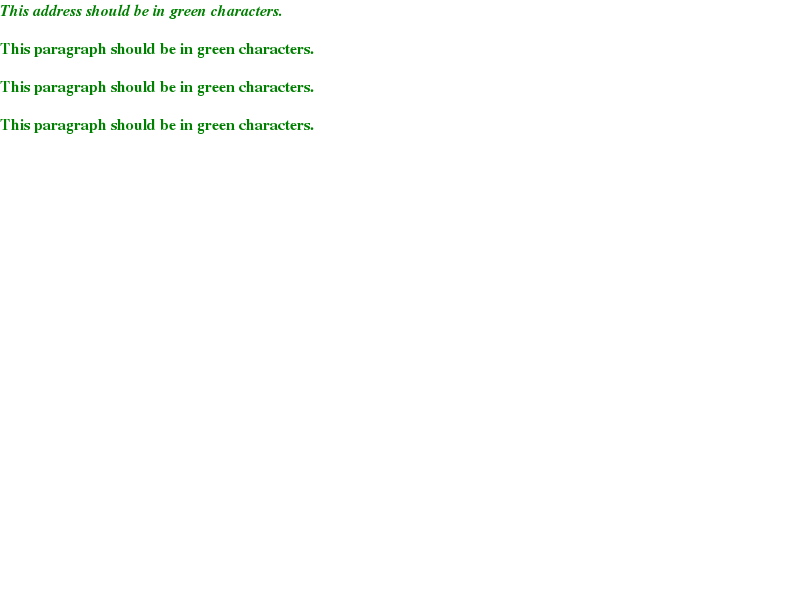 This address should be in green characters.
This paragraph should be in green characters.
This paragraph should be in green characters.
This paragraph should be in green characters.